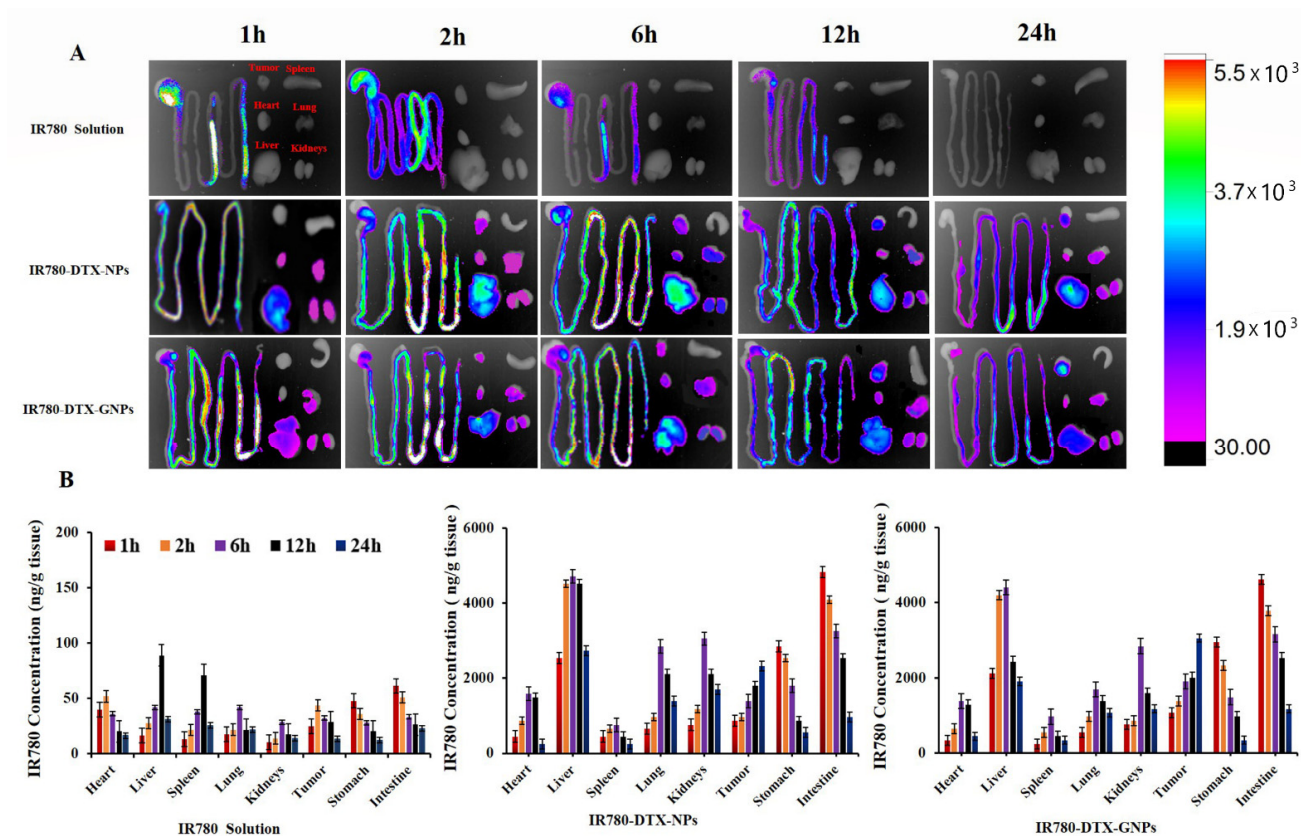 A
1h
2h
6h
12h
24h
IR780 Solution
Tumor Spleen
Heart Lung
Liver Kidneys
IR780-DTX-NPs
IR780-DTX-GNPs
5.5 x 10³
3.7 x 10³
1.9 x 10³
30.00
B
IR780 Concentration (ng/g tissue)
200
150
100
50
0
1h 2h 6h 12h 24h
Heart Liver Spleen Lung Kidneys Tumor Stomach Intestine
IR780 Solution
IR780 Concentration ( ng/g tissue)
6000
4000
2000
0
Heart Liver Spleen Lung Kidneys Tumor Stomach Intestine
IR780-DTX-NPs
IR780 Concentration ( ng/g tissue)
6000
4000
2000
0
Heart Liver Spleen Lung Kidneys Tumor Stomach Intestine
IR780-DTX-GNPs